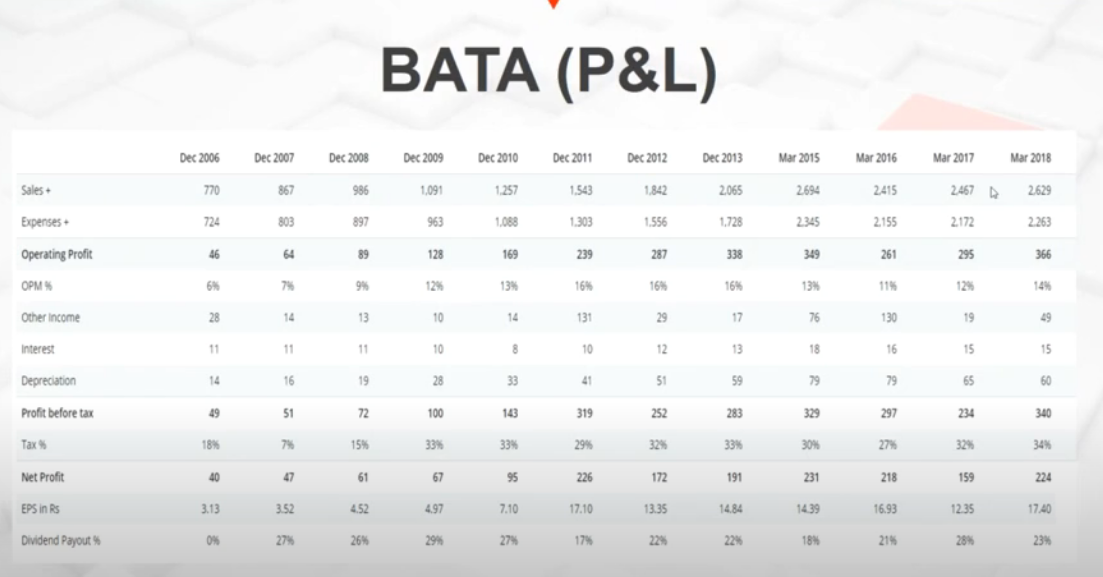 BATA (P&L)
Dec 2006 Dec 2007 Dec 2008 Dec 2009 Dec 2010 Dec 2011 Dec 2012 Dec 2013 Mar 2015 Mar 2016 Mar 2017 Mar 2018
Sales + 770 867 986 1,091 1,257 1,543 1,842 2,065 2,694 2,415 2,467 2,629
Expenses + 724 803 897 963 1,088 1,303 1,556 1,728 2,345 2,155 2,172 2,263
Operating Profit 46 64 89 128 169 239 287 338 349 261 295 366
OPM % 6% 7% 9% 12% 13% 16% 16% 16% 13% 11% 12% 14%
Other Income 28 14 13 10 14 131 29 17 76 130 19 49
Interest 11 11 11 10 8 10 12 13 18 16 15 15
Depreciation 14 16 19 28 33 41 51 59 79 79 65 60
Profit before tax 49 51 72 100 143 319 252 283 329 297 234 340
Tax % 18% 7% 15% 33% 33% 29% 32% 33% 30% 27% 32% 34%
Net Profit 40 47 61 67 95 226 172 191 231 218 159 224
EPS in Rs 3.13 3.52 4.52 4.97 7.10 17.10 13.35 14.84 14.39 16.93 12.35 17.40
Dividend Payout % 0% 27% 26% 29% 27% 17% 22% 22% 18% 21% 28% 23%